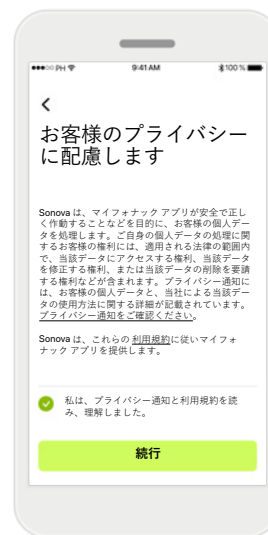 PH 9:41 AM 100 %
お客様のプライバシー
に配慮します
Sonova は、マイフォナック アプリが安全で正し
く作動することなどを目的に、お客様の個人デー
タを処理します。ご自身の個人データの処理に関
するお客様の権利には、適用される法律の範囲内
で、当該データにアクセスする権利、当該データ
を修正する権利、または当該データの削除を要請
する権利などが含まれます。プライバシー通知に
は、お客様の個人データと、当社による当該デー
タの使用方法に関する詳細が記載されています。
プライバシー通知をご確認ください。
Sonova は、これらの 利用規約に従いマイフォ
ナック アプリを提供します。
私は、プライバシー通知と利用規約を読
み、理解しました。
続行